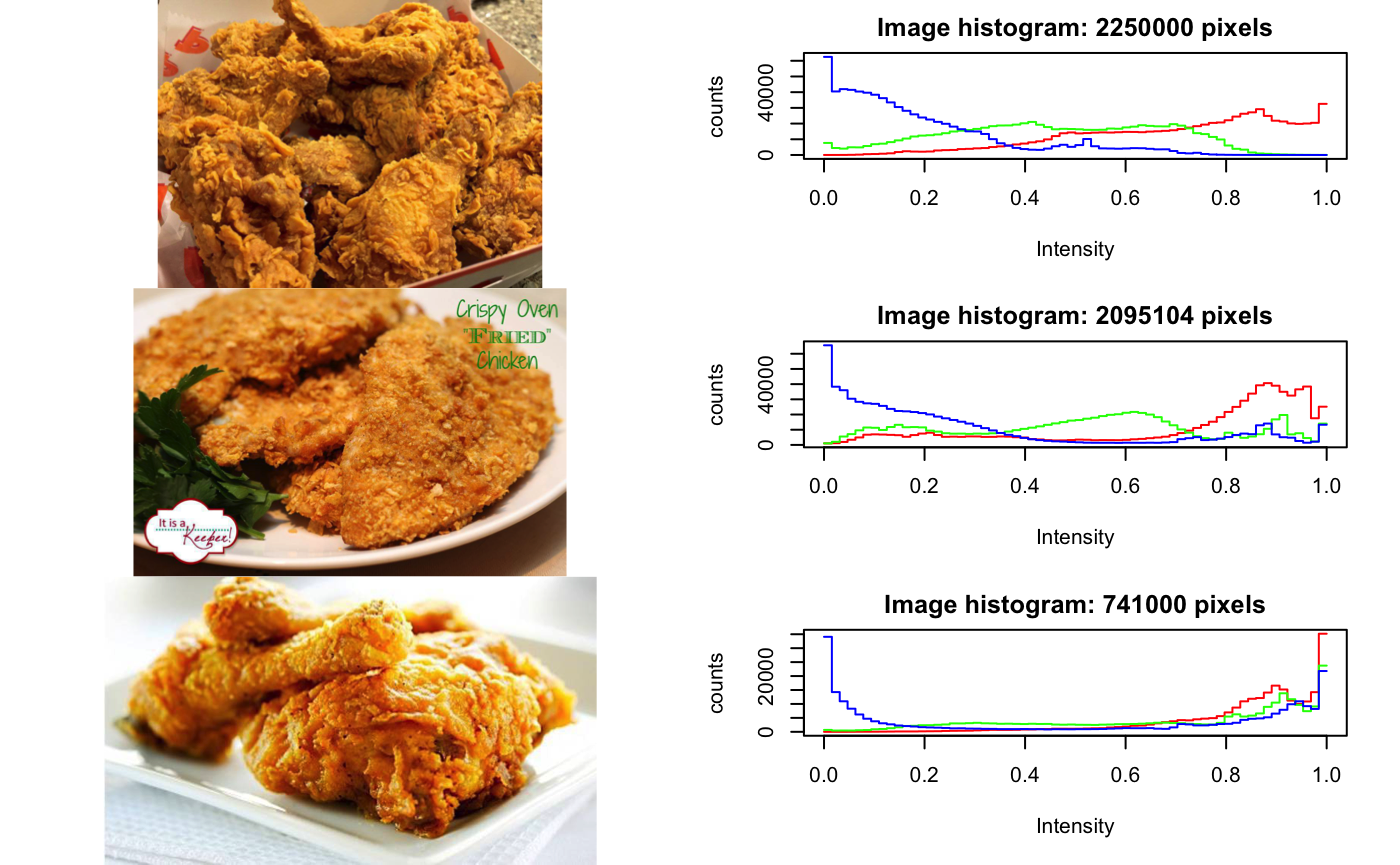 Image histogram: 2250000 pixels
counts
40000
0
0.0 0.2 0.4 0.6 0.8 1.0
Intensity
Crispy Oven
"FRIED"
Chicken
It is a
Keeper!
Image histogram: 2095104 pixels
counts
40000
0
0.0 0.2 0.4 0.6 0.8 1.0
Intensity
Image histogram: 741000 pixels
counts
20000
0
0.0 0.2 0.4 0.6 0.8 1.0
Intensity